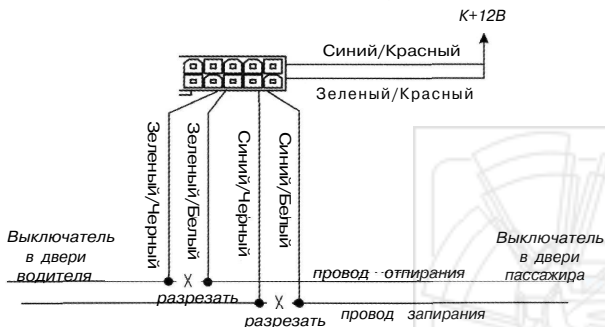 К+12В
Синий/Красный
Зеленый/Красный
Зеленый/Черный
Зеленый/Белый
Синий/Черный
Синий/Белый
Выключатель
в двери
водителя
Выключатель
в двери
пассажира
провод отпирания
разрезать
провод запирания
разрезать